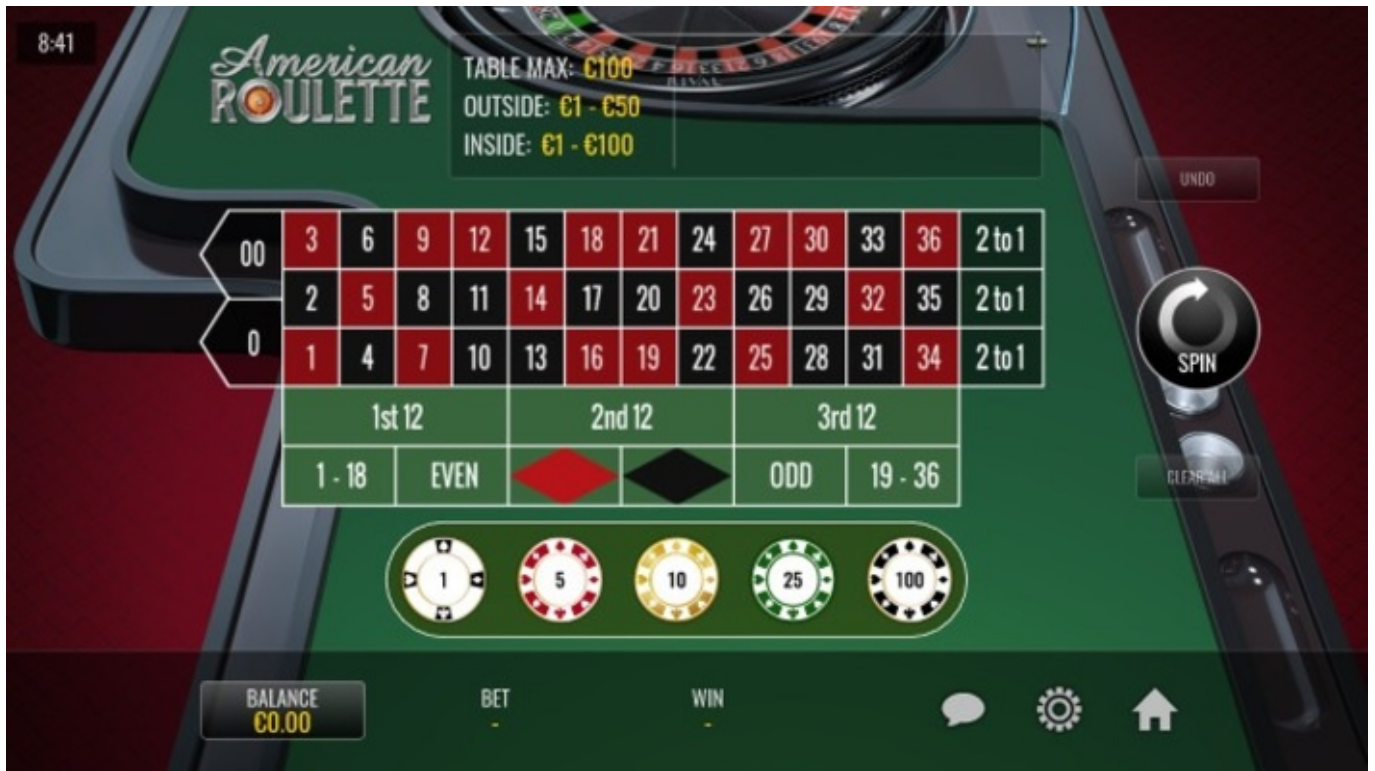 8:41
American
ROULETTE
TABLE MAX: €100
OUTSIDE: €1 - €50
INSIDE: €1 - €100
UNDO
00 3 6 9 12 15 18 21 24 27 30 33 36 2 to 1
2 5 8 11 14 17 20 23 26 29 32 35 2 to 1
0 1 4 7 10 13 16 19 22 25 28 31 34 2 to 1
SPIN
1st 12 2nd 12 3rd 12
1 - 18 EVEN ODD 19 - 36
CLEAR ALL
1 5 10 25 100
BALANCE BET WIN
€0.00 - -